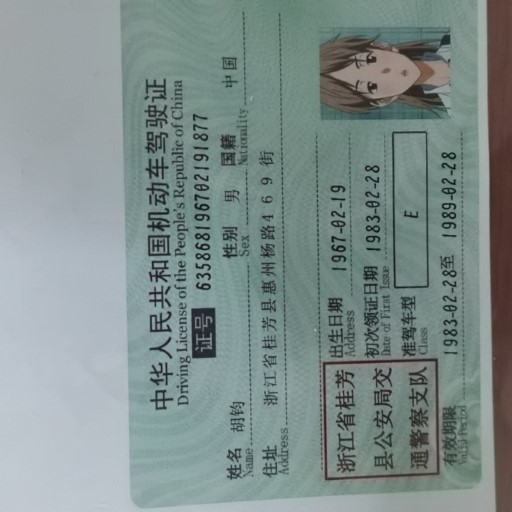 中华人民共和国机动车驾驶证
Driving License of the People's Republic of China
证号 635868196702191877
姓名 胡钧 性别 男 国籍 中国
Name Sex Nationality
住址 浙江省桂芳县惠州杨路469街
Address
出生日期 1967-02-19
Address
初次领证日期 1983-02-28
Date of First Issue
准驾车型 E
Class
浙江省桂芳
县公安局交
通警察支队
有效期限 1983-02-28至 1989-02-28
Valid Period